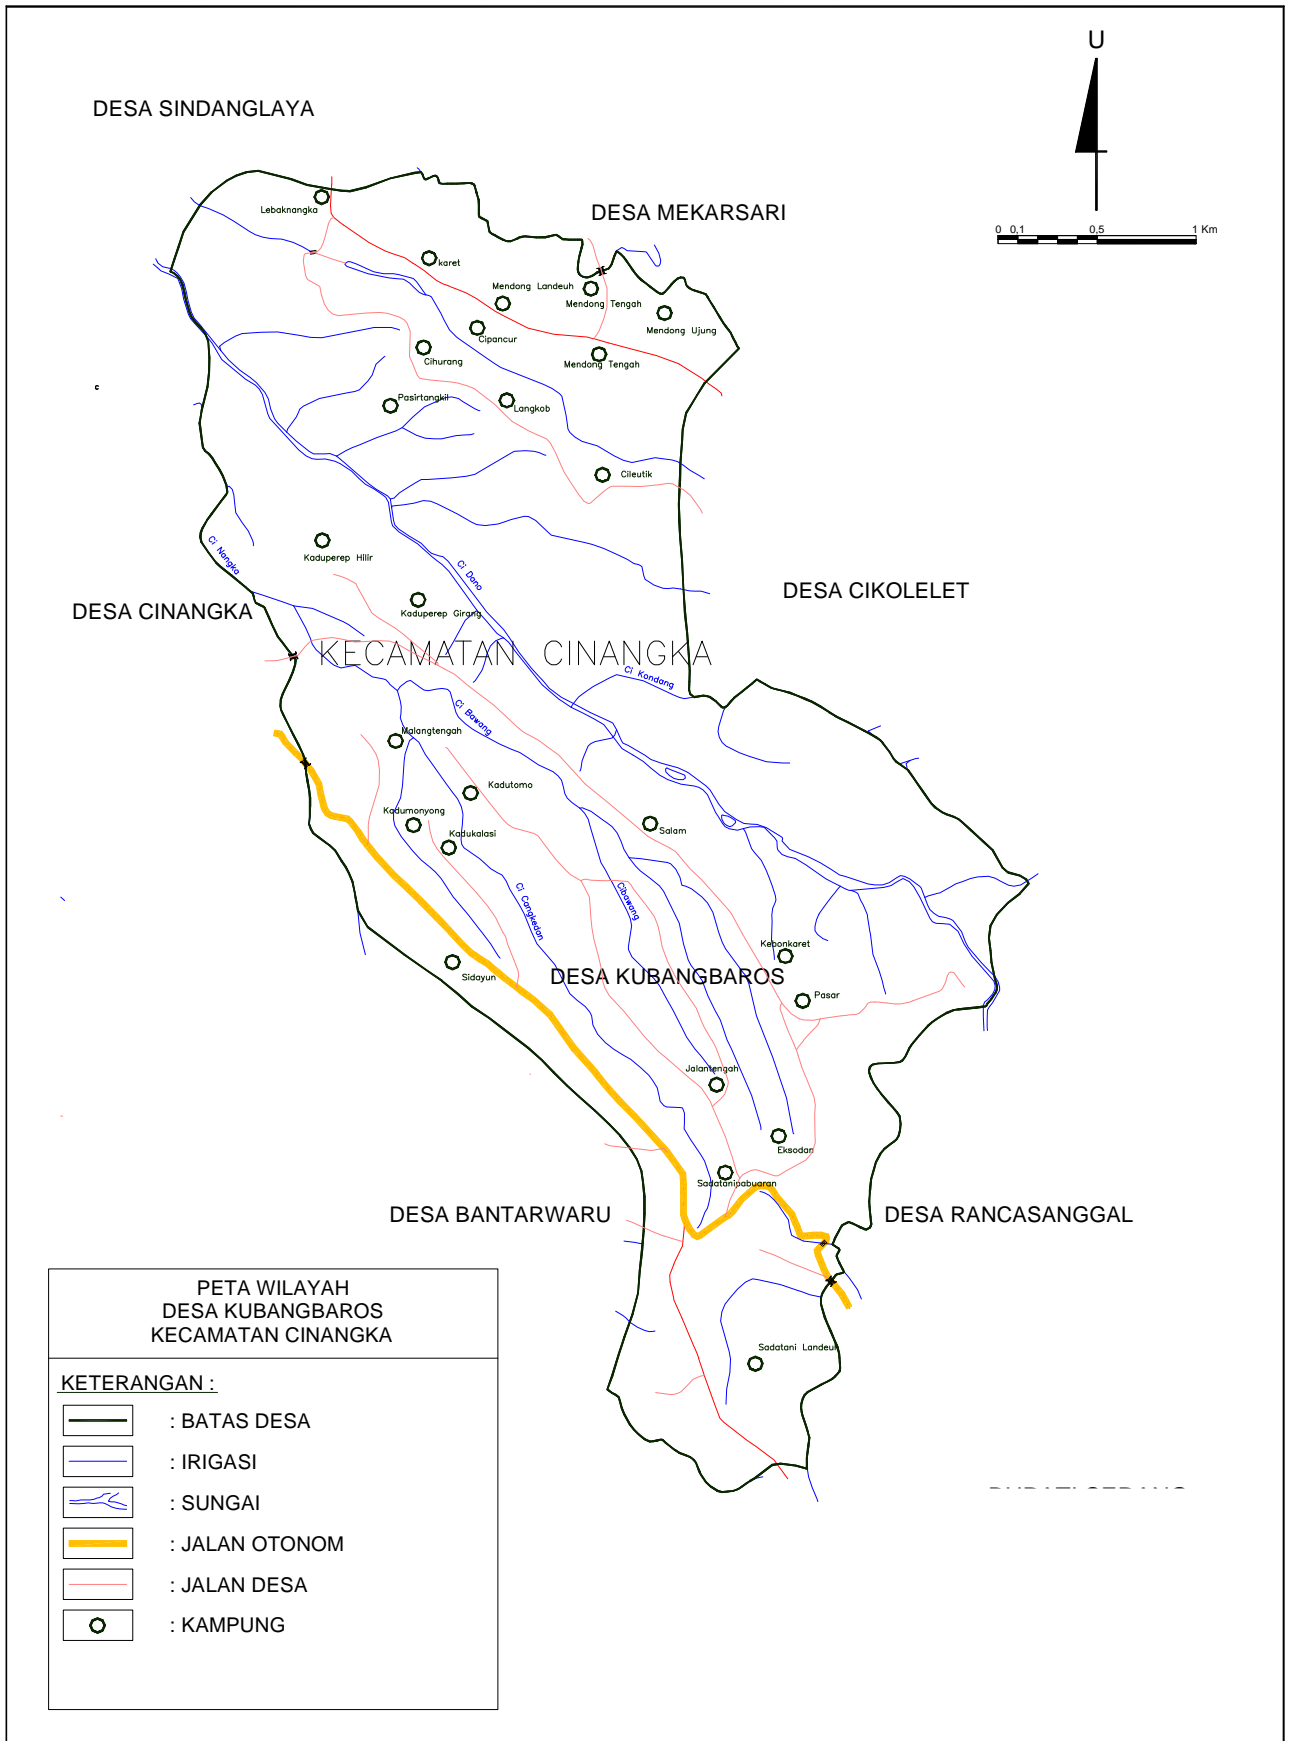 U
DESA SINDANGLAYA
DESA MEKARSARI
0 0,1 0,5 1 Km
Lebaknangka
karet
Mendong Landeuh
Mendong Tengah
Mendong Ujung
Cipancur
Cihurang
Mendong Tengah
Pasirtangkil
Langkob
c
Cileutik
Ci Nangka
Kaduperep Hilir
Ci Dano
DESA CIKOLELET
DESA CINANGKA
Kaduperep Girang
KECAMATAN CINANGKA
Ci Kondang
Ci Bawang
Malangtengah
Kadutomo
Kadumonyong
Kadukalasi
Salam
Ci Cangkedan
Cibawang
Kebonkaret
Sidayun
DESA KUBANGBAROS
Pasar
Jalantengah
Eksodan
Sadatanipabuaran
DESA BANTARWARU
DESA RANCASANGGAL
Sadatani Landeuh
PETA WILAYAH
DESA KUBANGBAROS
KECAMATAN CINANGKA
KETERANGAN :
: BATAS DESA
: IRIGASI
: SUNGAI
: JALAN OTONOM
: JALAN DESA
: KAMPUNG